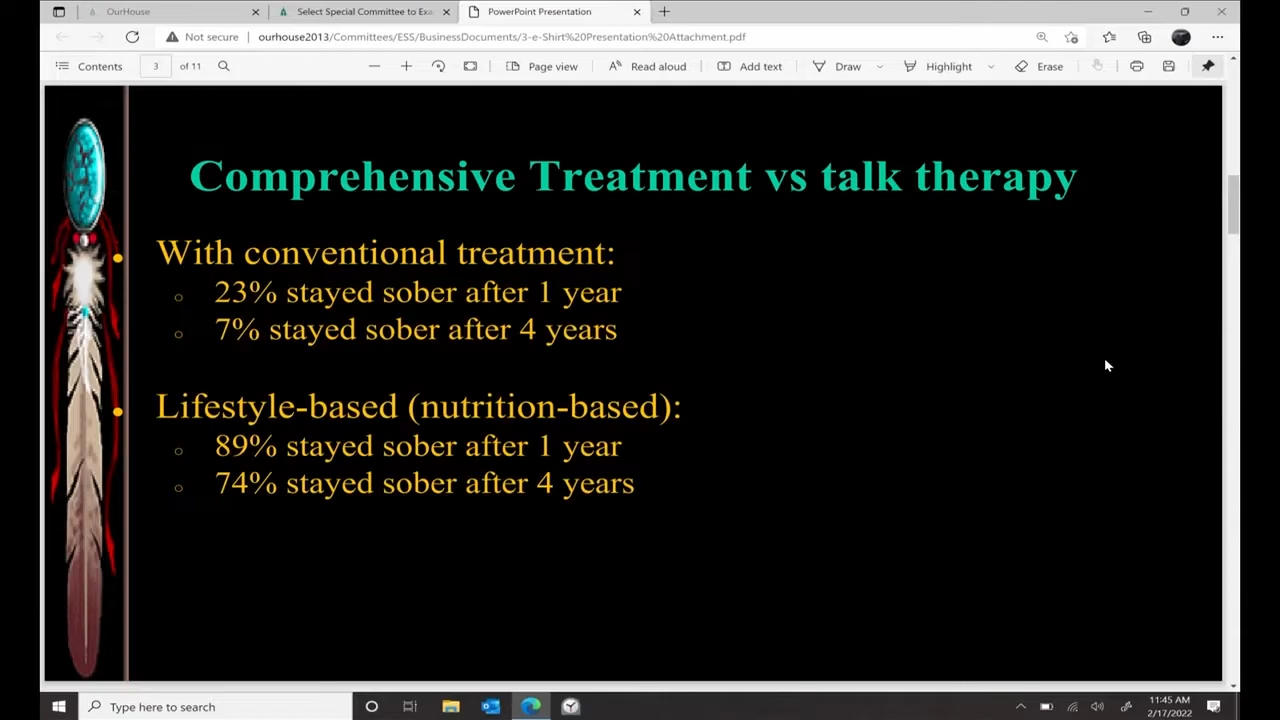 OurHouse
Select Special Committee to Exa
PowerPoint Presentation
Not secure
ourhouse2013/Committees/ESS/BusinessDocuments/3-e-Shirt%20Presentation%20Attachment.pdf
Contents
3
of 11
Page view
Read aloud
Add text
Draw
Highlight
Erase
Comprehensive Treatment vs talk therapy
With conventional treatment:
23% stayed sober after 1 year
7% stayed sober after 4 years
Lifestyle-based (nutrition-based):
89% stayed sober after 1 year
74% stayed sober after 4 years
Type here to search
11:45 AM
2/17/2022